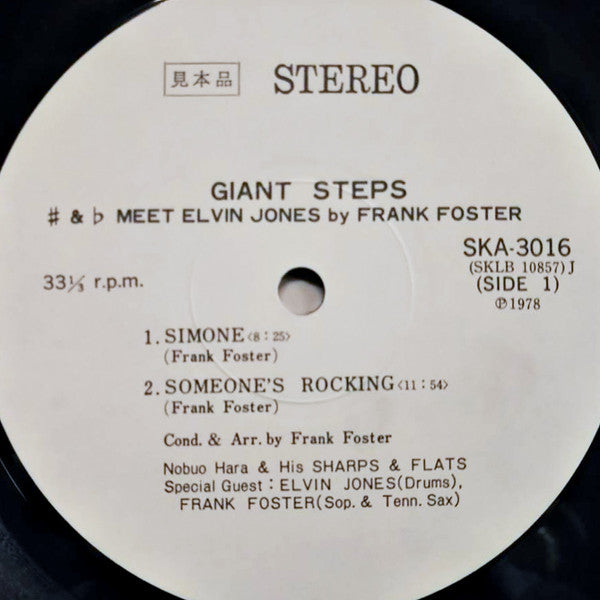 見本品 STEREO
GIANT STEPS
♯ & ♭ MEET ELVIN JONES by FRANK FOSTER
SKA-3016
33⅓ r.p.m.
(SKLB 10857) J
(SIDE 1)
℗1978
1. SIMONE <8:25>
(Frank Foster)
2. SOMEONE'S ROCKING <11:54>
(Frank Foster)
Cond. & Arr. by Frank Foster
Nobuo Hara & His SHARPS & FLATS
Special Guest : ELVIN JONES(Drums),
FRANK FOSTER(Sop. & Tenn. Sax)